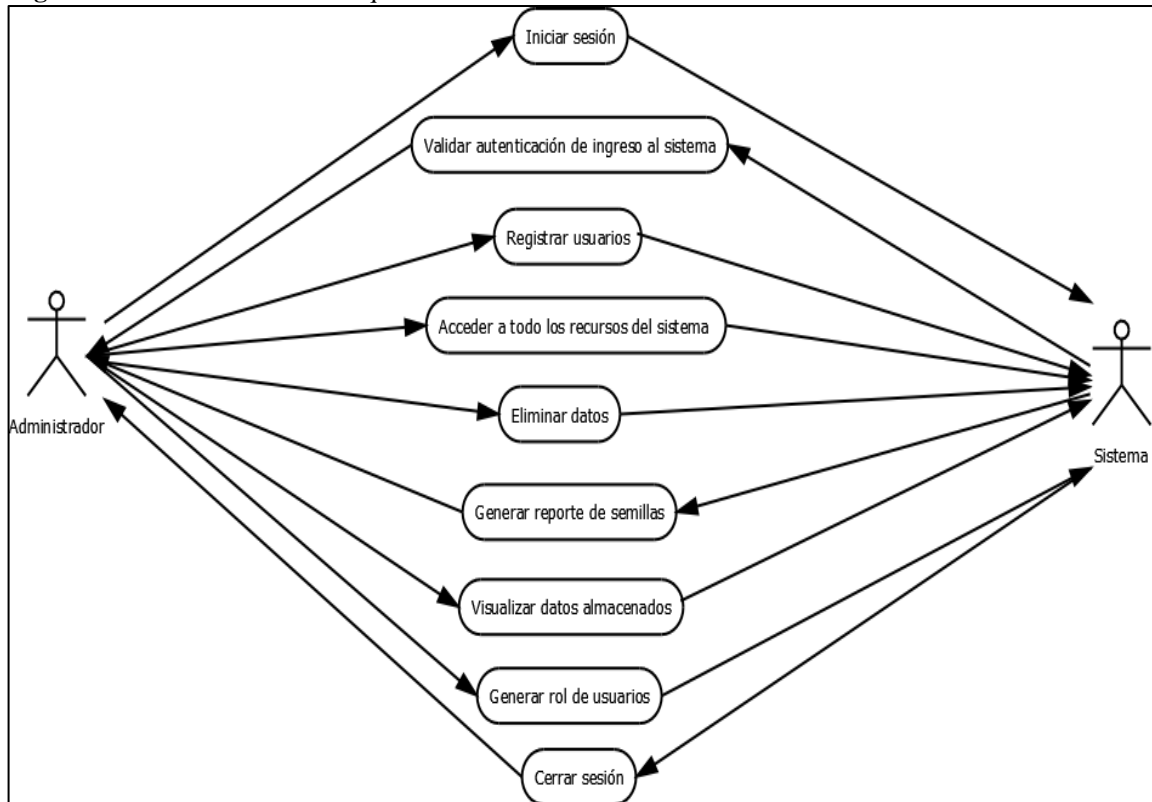 Iniciar sesión
Validar autenticación de ingreso al sistema
Registrar usuarios
Acceder a todo los recursos del sistema
Administrador
Eliminar datos
Sistema
Generar reporte de semillas
Visualizar datos almacenados
Generar rol de usuarios
Cerrar sesión